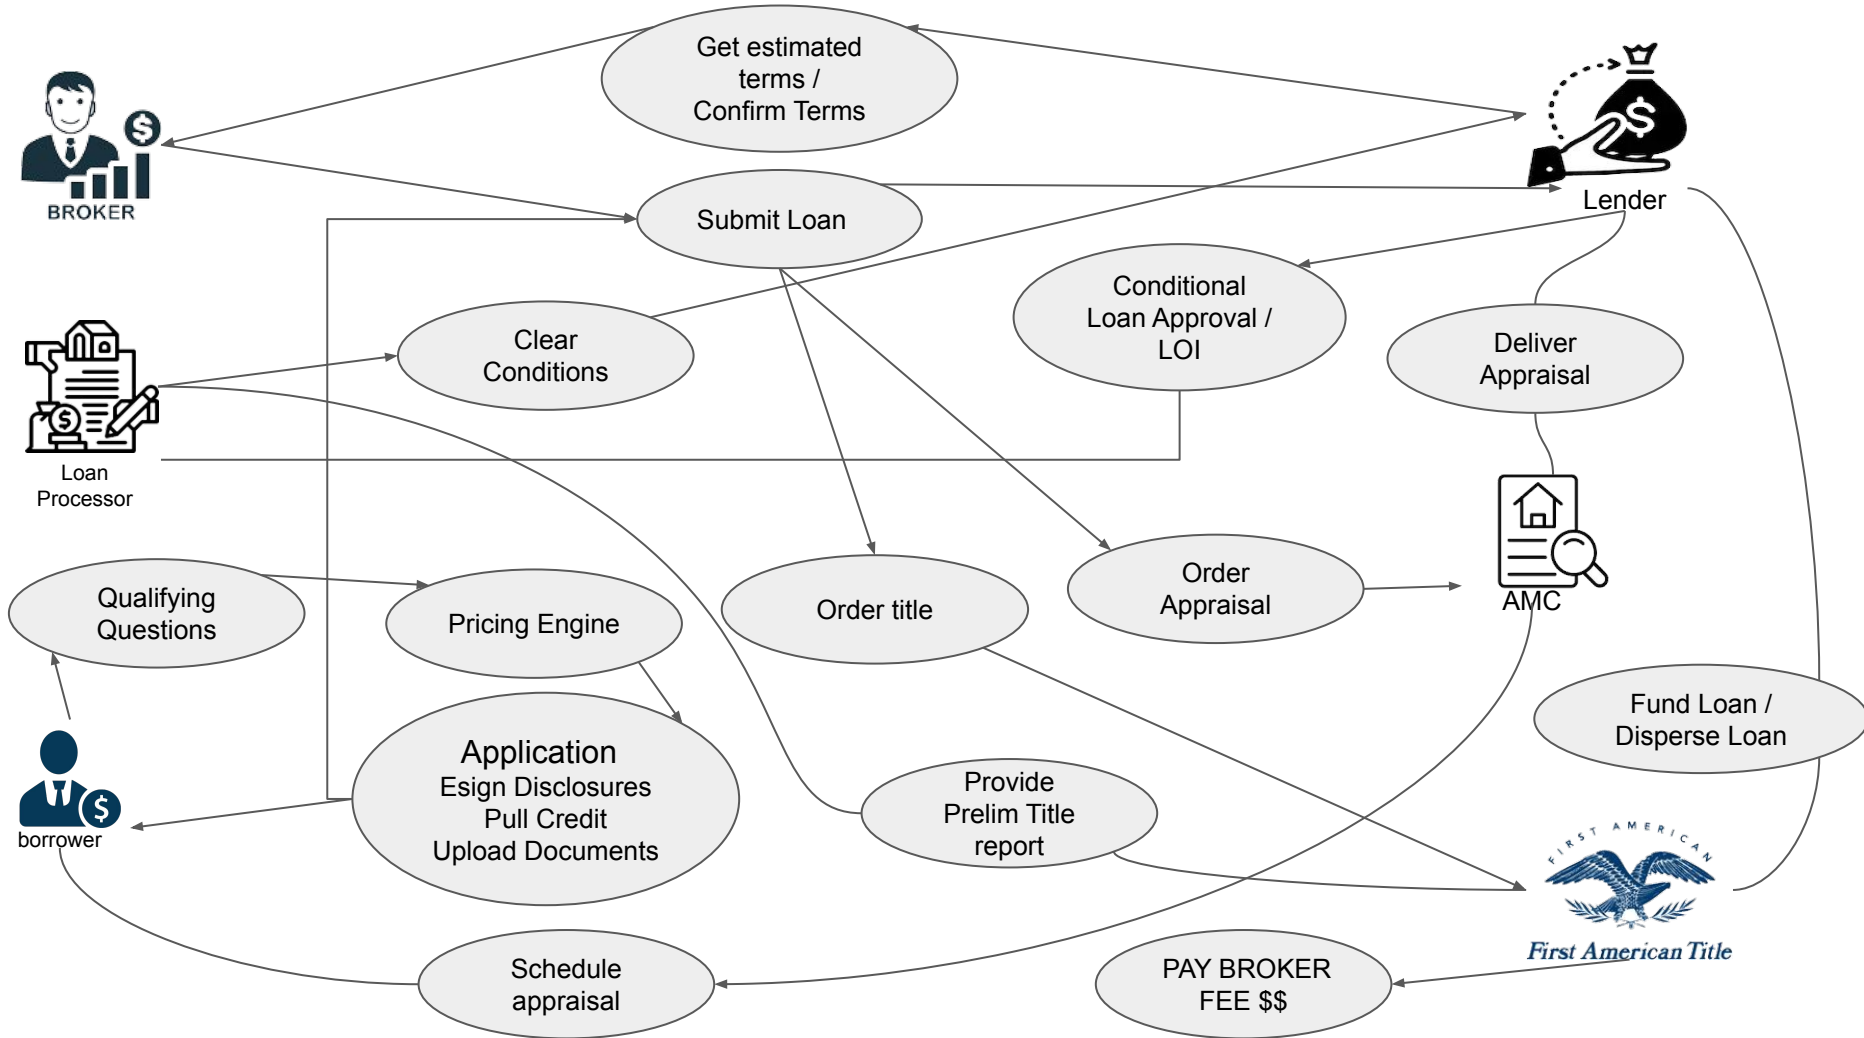 Get estimated
terms /
Confirm Terms
$
BROKER
$
Lender
Submit Loan
Conditional
Loan Approval /
LOI
Clear
Conditions
Deliver
Appraisal
$
Loan
Processor
Qualifying
Questions
Pricing Engine
Order title
Order
Appraisal
AMC
Fund Loan /
Disperse Loan
Application
Esign Disclosures
Pull Credit
Upload Documents
$
borrower
Provide
Prelim Title
report
FIRST AMERICAN
First American Title
Schedule
appraisal
PAY BROKER
FEE $$